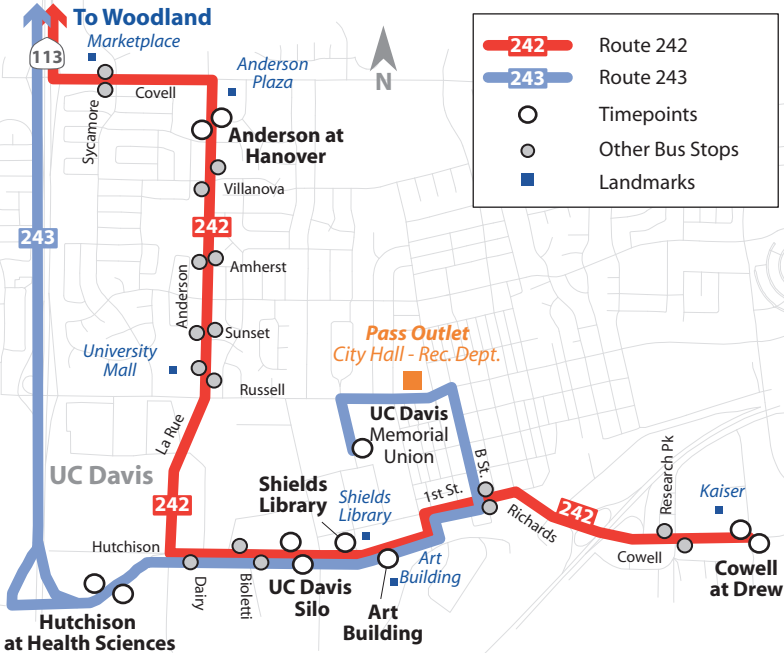 To Woodland
Marketplace
113
Sycamore
Covell
Anderson
Plaza
N
242
Route 242
243
Route 243
Timepoints
Other Bus Stops
Landmarks
Anderson at
Hanover
Villanova
242
243
Anderson
Amherst
Sunset
University
Mall
Russell
Pass Outlet
City Hall - Rec. Dept.
UC Davis
Memorial
Union
La Rue
UC Davis
B St.
Research Pk
Shields
Library
Shields
Library
1st St.
Richards
242
Kaiser
242
Hutchison
Dairy
Bioletti
UC Davis
Silo
Art
Building
Art
Building
Cowell
Cowell
at Drew
Hutchison
at Health Sciences